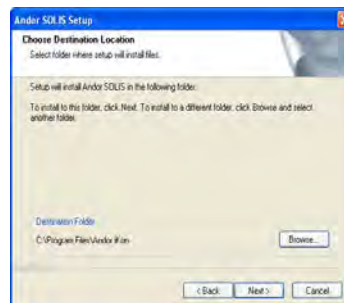 Andor SOLIS Setup
Choose Destination Location
Select folder where setup will install files.
Setup will install Andor SOLIS in the following folder.
To install to this folder, click Next. To install to a different folder, click Browse and select
another folder.
Destination Folder
C:\Program Files\Andor iXon
Browse...
< Back
Next >
Cancel